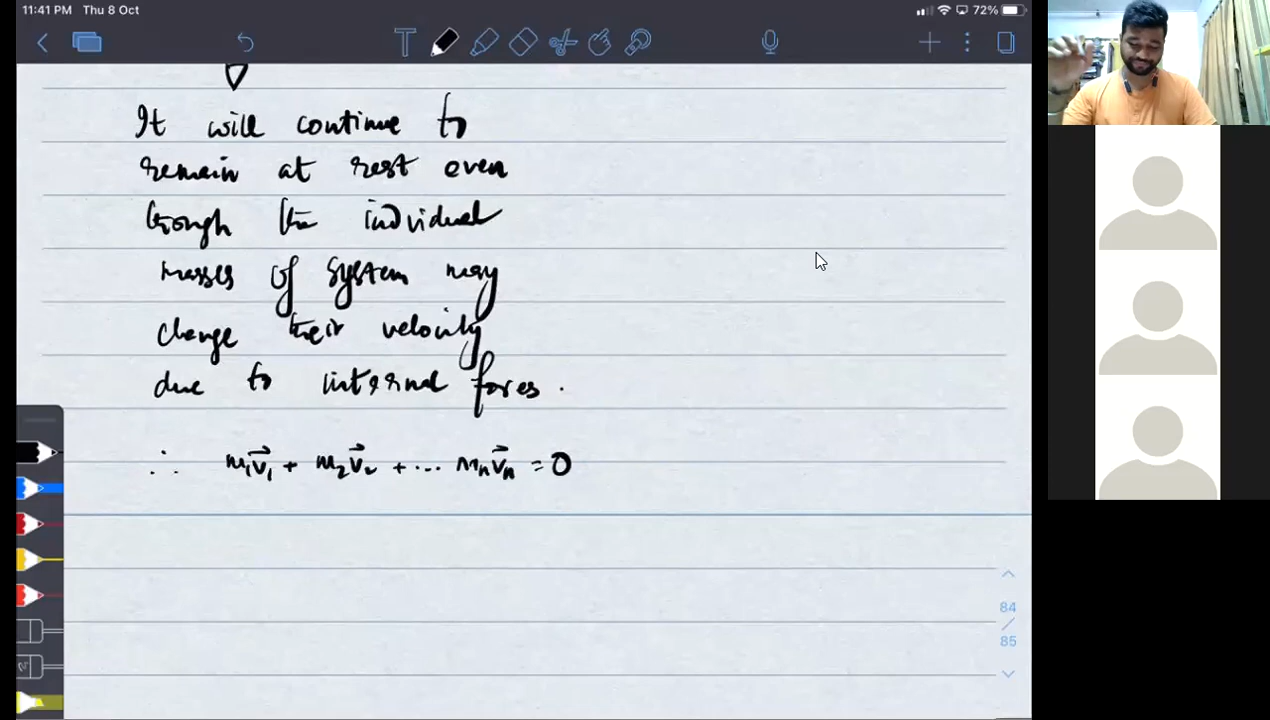 11:41 PM Thu 8 Oct
72%
It will continue to
remain at rest even
though the individual
masses of system may
change their velocity
due to internal forces.
∴ m₁v⃗₁ + m₂v⃗₂ + ... mₙv⃗ₙ = 0
84
/
85